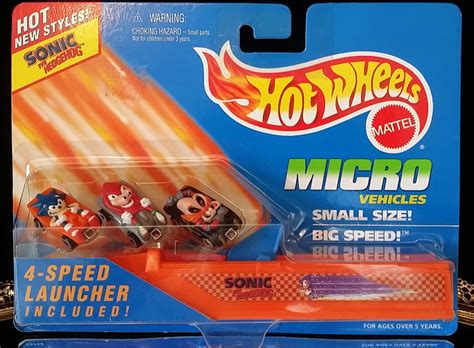 HOT
NEW STYLES!
SONIC
THE HEDGEHOG
⚠ WARNING:
CHOKING HAZARD — Small parts.
Not for children under 3 years.
HOT WHEELS
MATTEL
MICRO
VEHICLES
SMALL SIZE!
BIG SPEED!™
4-SPEED
LAUNCHER
INCLUDED!
SONIC
THE HEDGEHOG
FOR AGES OVER 5 YEARS.